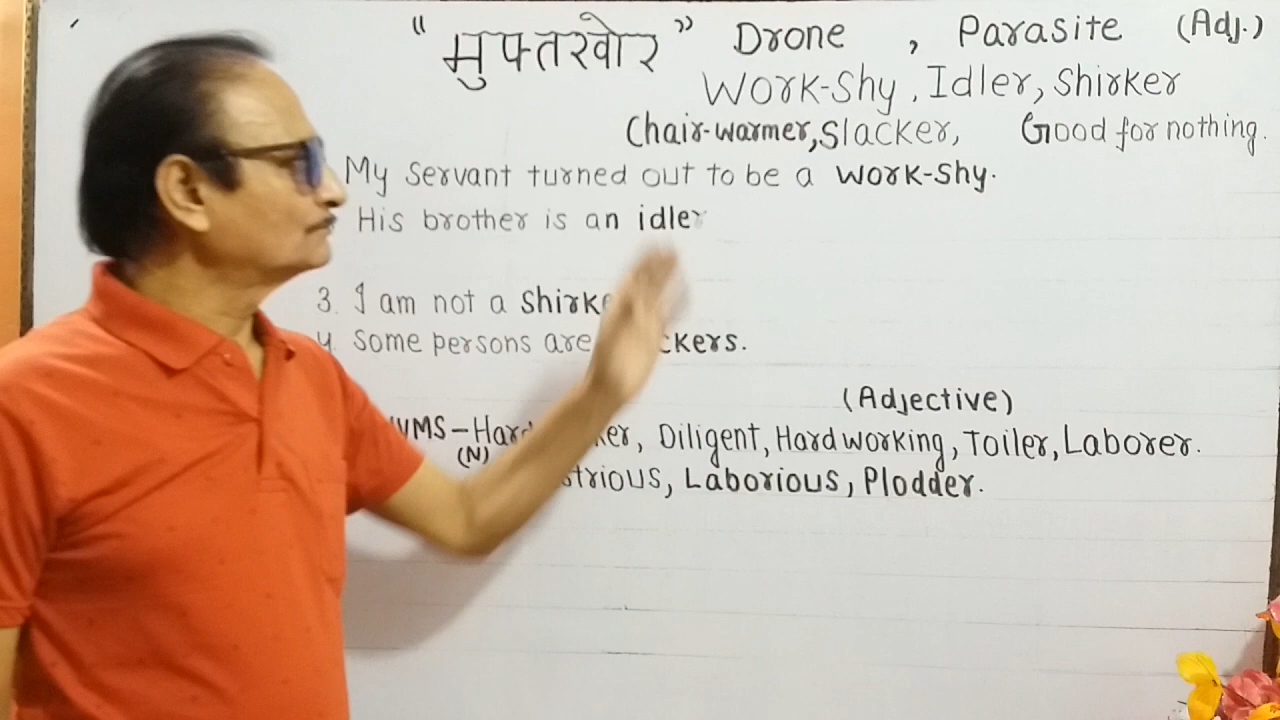 “मुफ्तखोर” Drone , Parasite (Adj.)
Work-Shy, Idler, Shirker
Chair-warmer, Slacker, Good for nothing.
My Servant turned out to be a work-shy.
His brother is an idler
3. I am not a
4. Some persons are
(Adjective)
Diligent, Hardworking, Toiler, Laborer.
(N)
Laborious, Plodder.